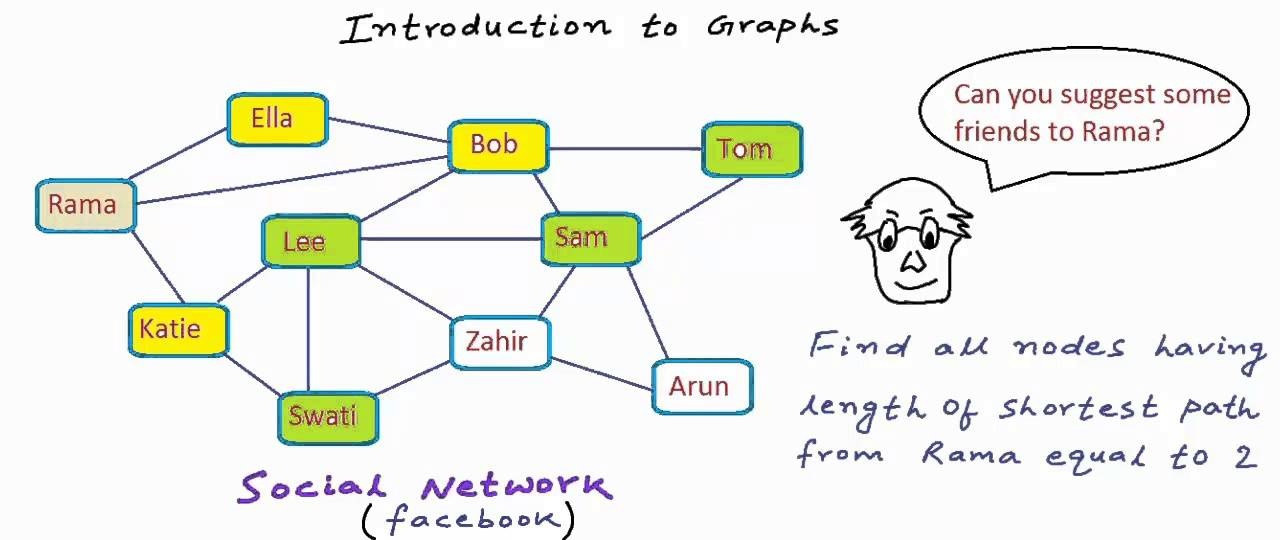 Introduction to Graphs
Can you suggest some
friends to Rama?
Ella
Bob
Tom
Rama
Lee
Sam
Katie
Zahir
Arun
Swati
Find all nodes having
length of shortest path
from Rama equal to 2
Social Network
(facebook)